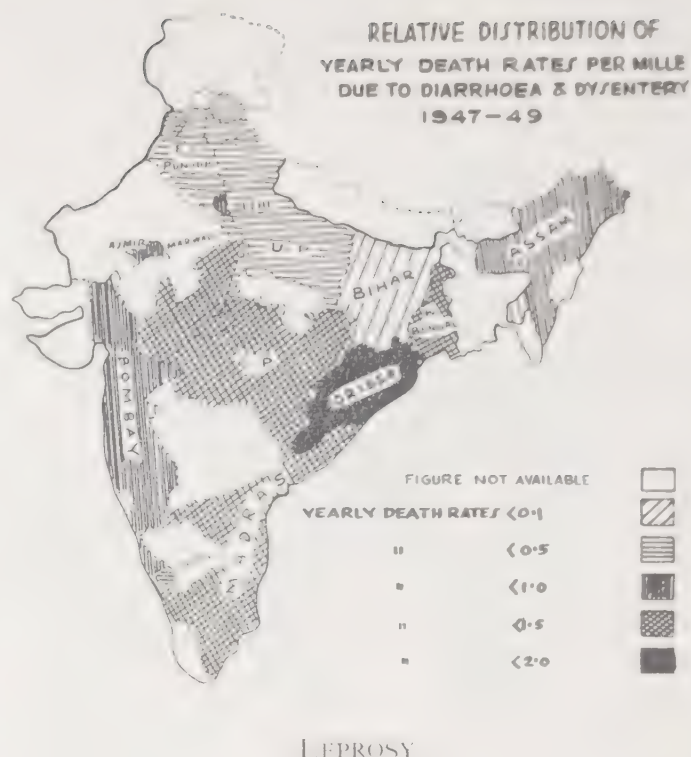 RELATIVE DISTRIBUTION OF
YEARLY DEATH RATES PER MILLE
DUE TO DIARRHOEA & DYSENTERY
1947-49
PUNJAB
AJMIR MARWAR
U.P.
BIHAR
ASSAM
BENGAL
P
BOMBAY
ORISSA
MADRAS
FIGURE NOT AVAILABLE
YEARLY DEATH RATES <0·1
" <0·5
" <1·0
" <1·5
" <2·0
LEPROSY